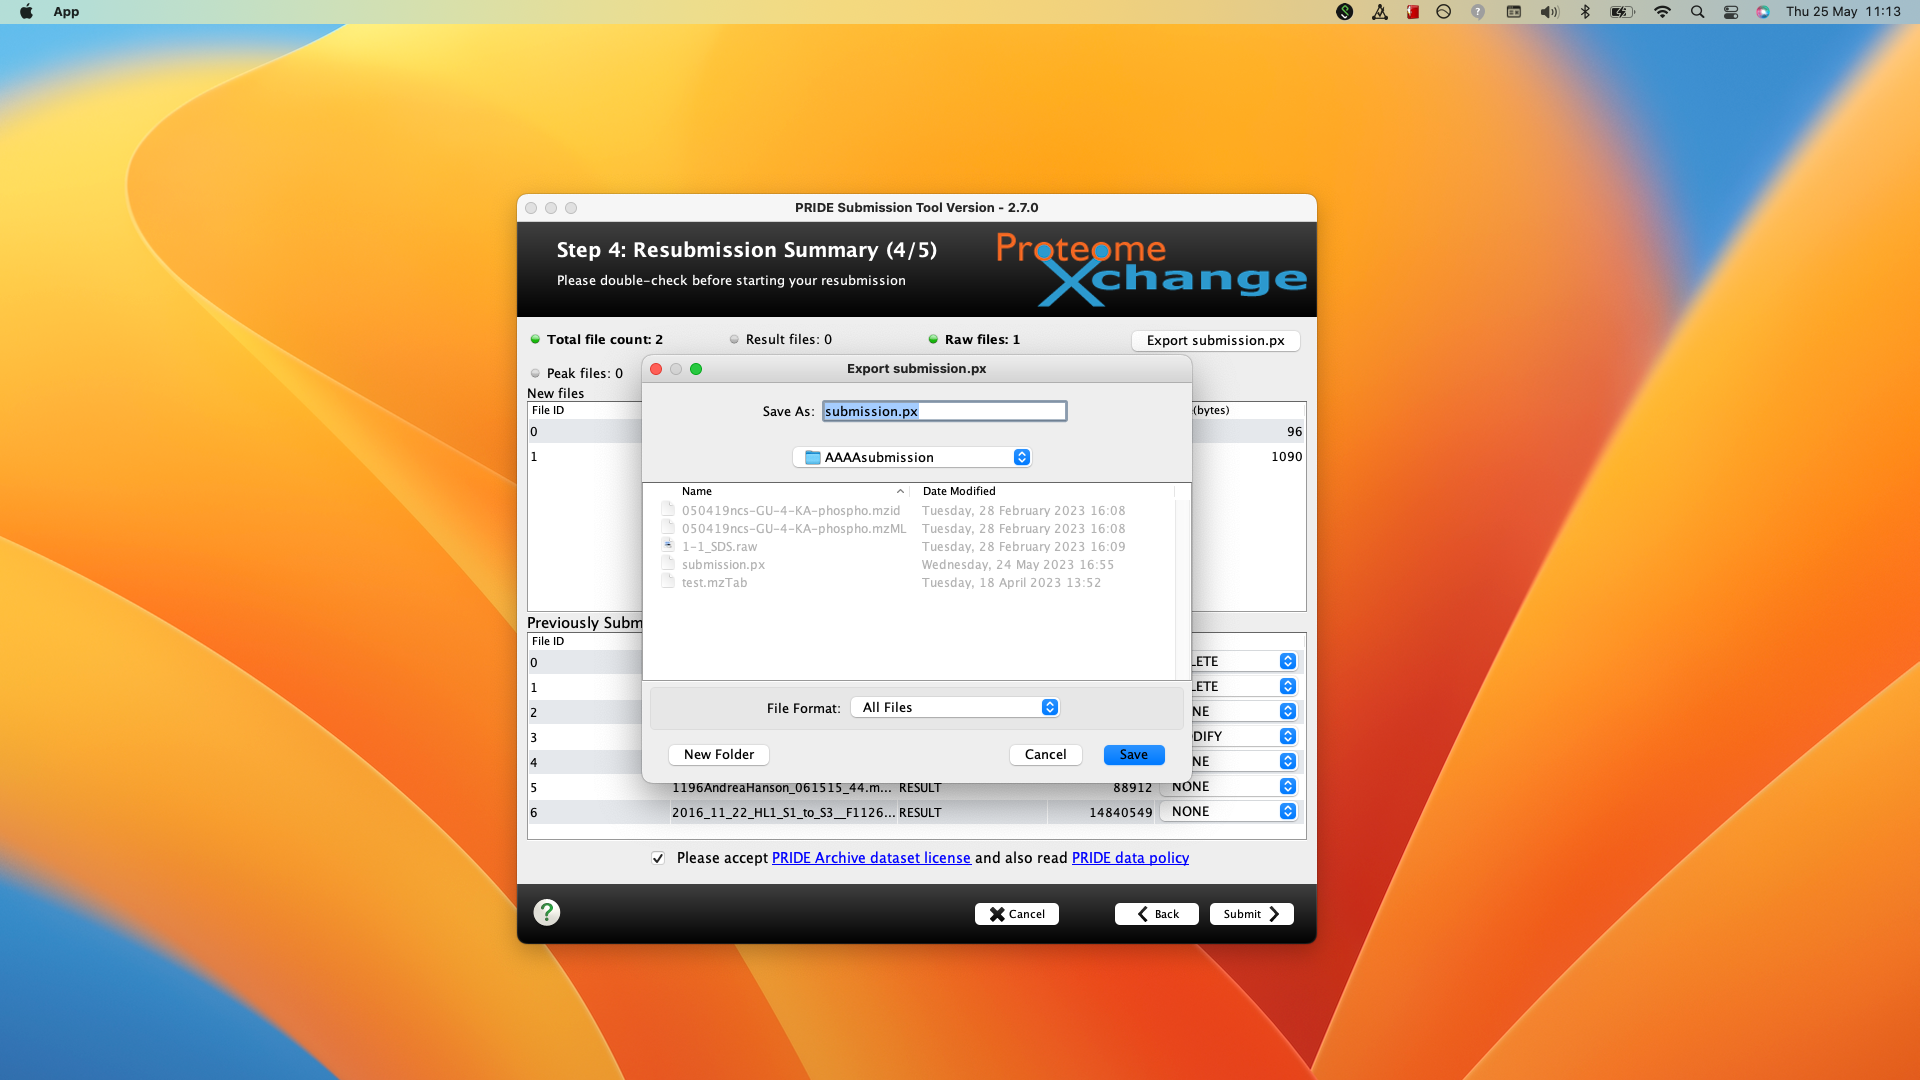 App
Thu 25 May 11:13
PRIDE Submission Tool Version - 2.7.0
Step 4: Resubmission Summary (4/5)
Please double-check before starting your resubmission
Proteome
Xchange
Total file count: 2
Result files: 0
Raw files: 1
Export submission.px
Peak files: 0
New files
File ID
(bytes)
0
96
1
1090
Export submission.px
Save As: submission.px
AAAAsubmission
Name
Date Modified
050419ncs-GU-4-KA-phospho.mzid Tuesday, 28 February 2023 16:08
050419ncs-GU-4-KA-phospho.mzML Tuesday, 28 February 2023 16:08
1-1_SDS.raw Tuesday, 28 February 2023 16:09
submission.px Wednesday, 24 May 2023 16:55
test.mzTab Tuesday, 18 April 2023 13:52
File Format: All Files
New Folder
Cancel
Save
Previously Subm
File ID
0 LETE
1 LETE
2 NE
3 DIFY
4 NE
5 1196AndreaHanson_061515_44.m... RESULT 88912 NONE
6 2016_11_22_HL1_S1_to_S3__F1126... RESULT 14840549 NONE
Please accept PRIDE Archive dataset license and also read PRIDE data policy
?
Cancel
Back
Submit